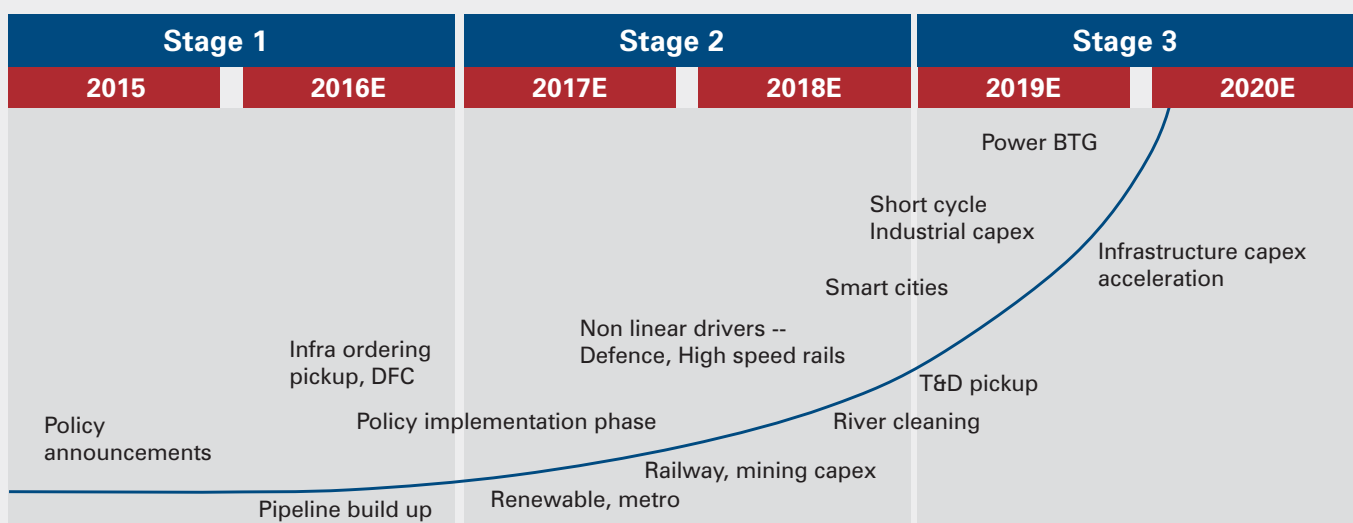 Stage 1
Stage 2
Stage 3
2015
2016E
2017E
2018E
2019E
2020E
Power BTG
Short cycle
Industrial capex
Infrastructure capex
acceleration
Smart cities
Non linear drivers --
Defence, High speed rails
Infra ordering
pickup, DFC
T&D pickup
Policy
announcements
Policy implementation phase
River cleaning
Railway, mining capex
Renewable, metro
Pipeline build up